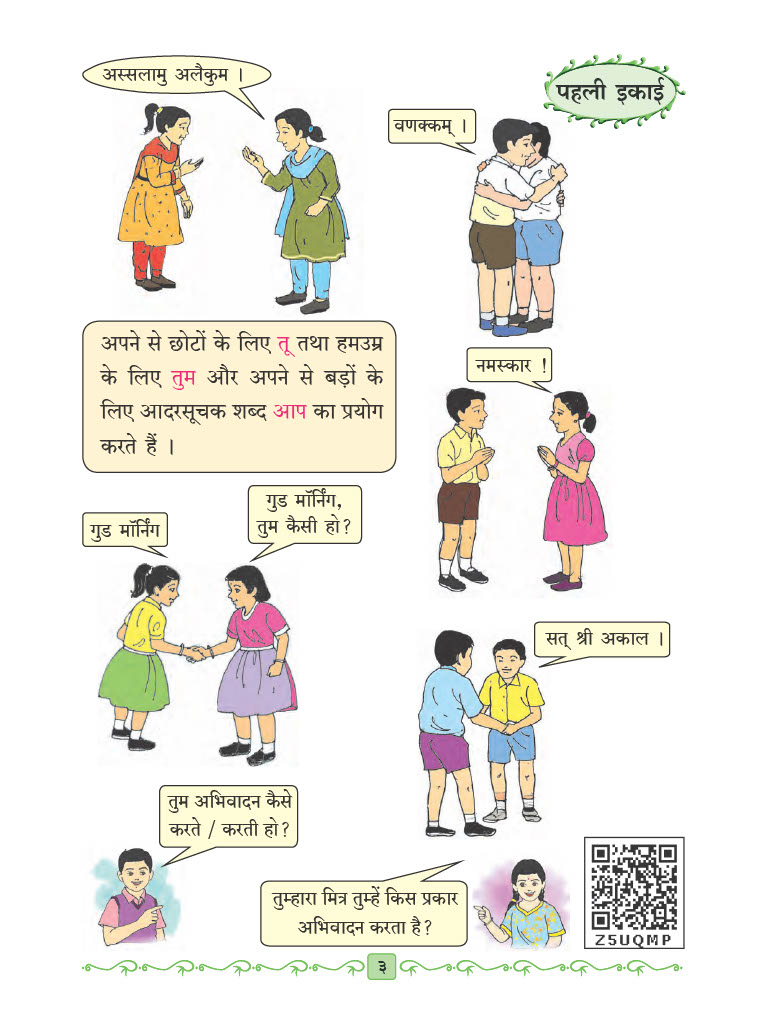 अस्सलामु अलैकुम ।
पहली इकाई
वणक्कम् ।
अपने से छोटों के लिए तू तथा हमउम्र
के लिए तुम और अपने से बड़ों के
लिए आदरसूचक शब्द आप का प्रयोग
करते हैं ।
नमस्कार !
गुड मॉर्निंग
गुड मॉर्निंग,
तुम कैसी हो?
सत् श्री अकाल ।
तुम अभिवादन कैसे
करते / करती हो?
तुम्हारा मित्र तुम्हें किस प्रकार
अभिवादन करता है?
Z5UQMP
३